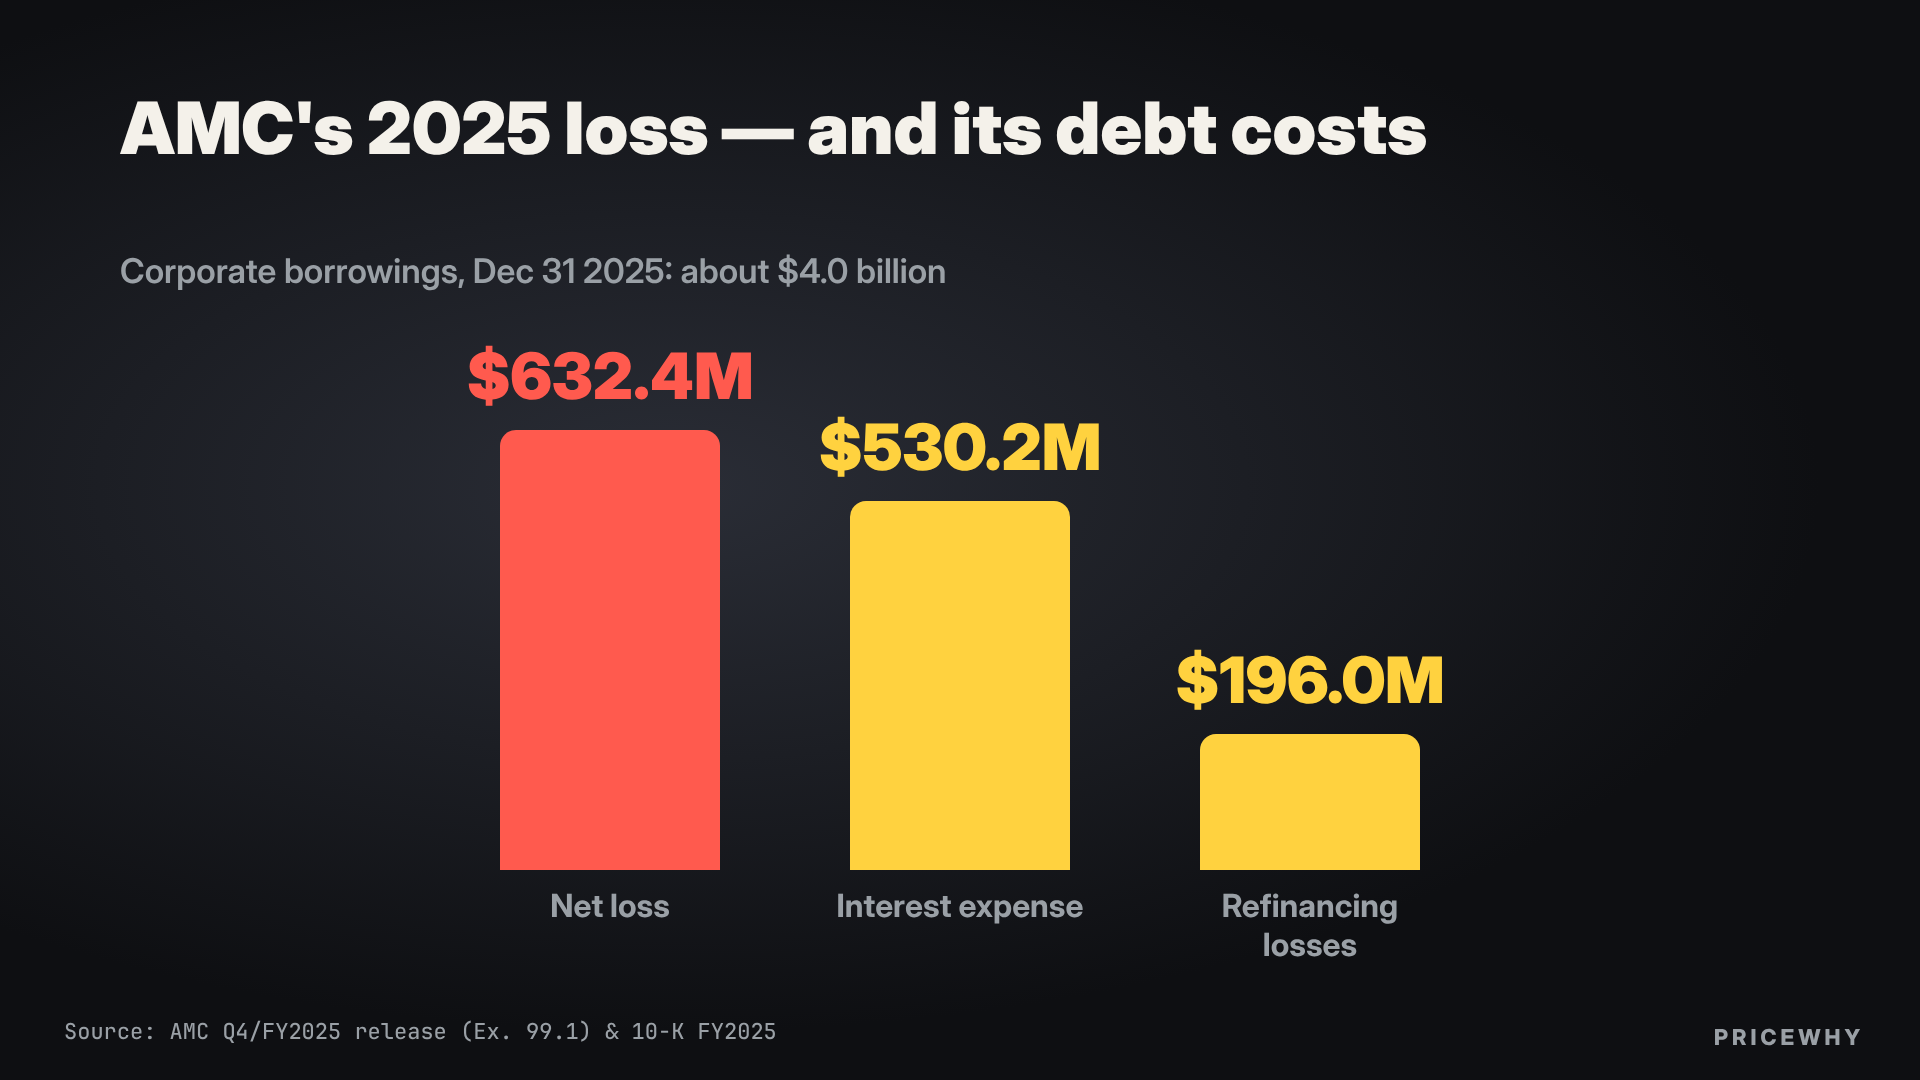 AMC's 2025 loss — and its debt costs
Corporate borrowings, Dec 31 2025: about $4.0 billion
$632.4M
$530.2M
$196.0M
Net loss
Interest expense
Refinancing
losses
Source: AMC Q4/FY2025 release (Ex. 99.1) & 10-K FY2025
PRICEWHY